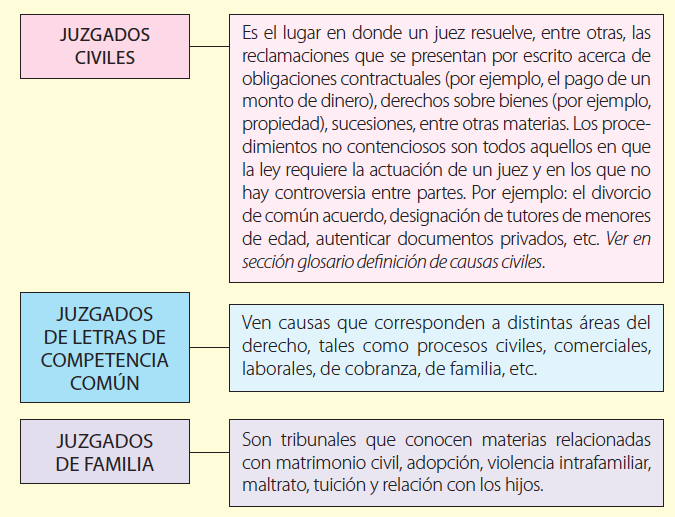 JUZGADOS
CIVILES
Es el lugar en donde un juez resuelve, entre otras, las
reclamaciones que se presentan por escrito acerca de
obligaciones contractuales (por ejemplo, el pago de un
monto de dinero), derechos sobre bienes (por ejemplo,
propiedad), sucesiones, entre otras materias. Los proce-
dimientos no contenciosos son todos aquellos en que
la ley requiere la actuación de un juez y en los que no
hay controversia entre partes. Por ejemplo: el divorcio
de común acuerdo, designación de tutores de menores
de edad, autenticar documentos privados, etc. Ver en
sección glosario definición de causas civiles.
JUZGADOS
DE LETRAS DE
COMPETENCIA
COMÚN
Ven causas que corresponden a distintas áreas del
derecho, tales como procesos civiles, comerciales,
laborales, de cobranza, de familia, etc.
JUZGADOS
DE FAMILIA
Son tribunales que conocen materias relacionadas
con matrimonio civil, adopción, violencia intrafamiliar,
maltrato, tuición y relación con los hijos.